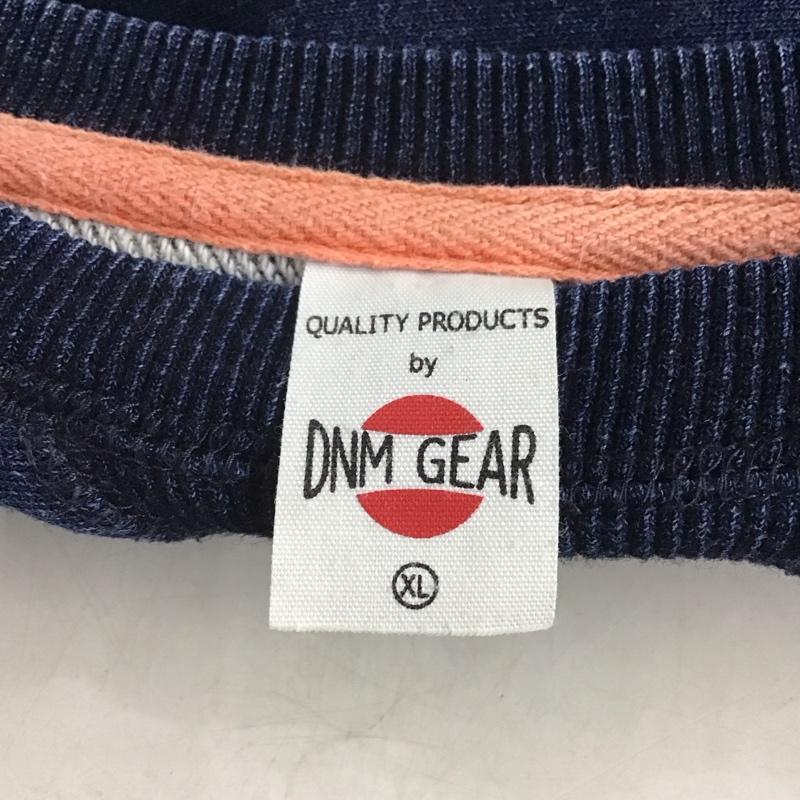 QUALITY PRODUCTS
by
DNM GEAR
XL